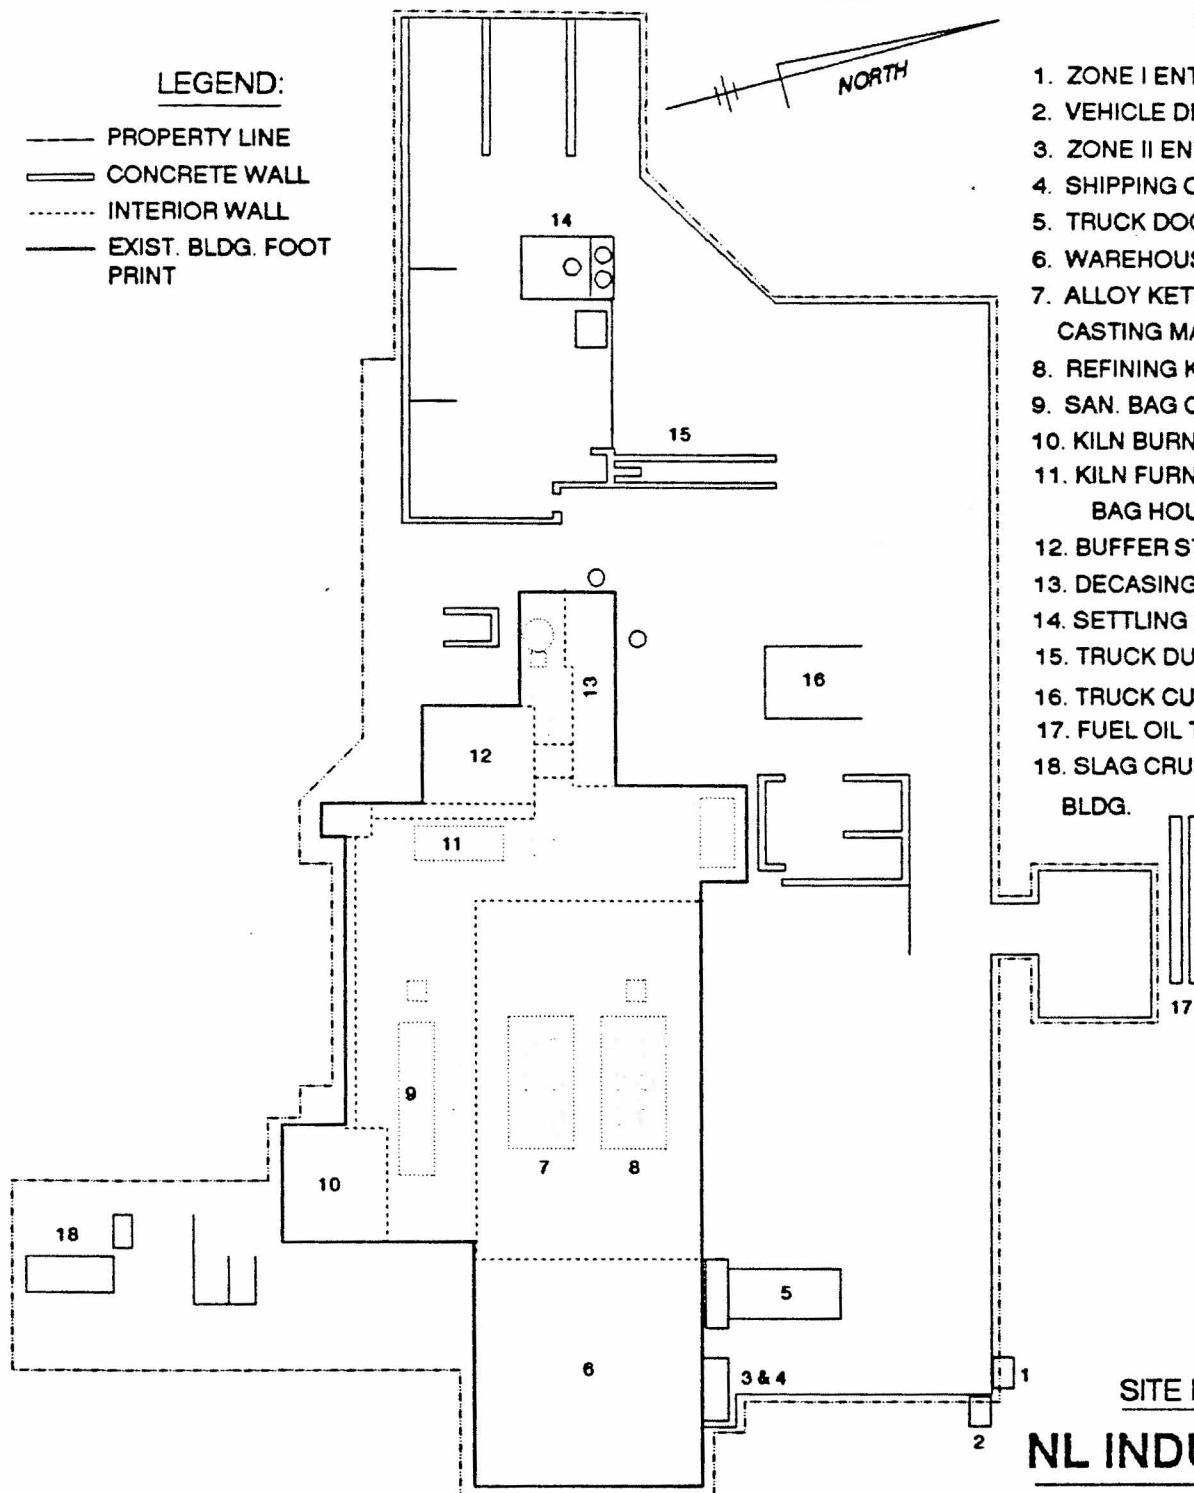 LEGEND:
PROPERTY LINE
CONCRETE WALL
INTERIOR WALL
EXIST. BLDG. FOOT
PRINT
NORTH
1. ZONE I ENT
2. VEHICLE D
3. ZONE II EN
4. SHIPPING
5. TRUCK DO
6. WAREHOUS
7. ALLOY KET
CASTING MA
8. REFINING K
9. SAN. BAG
10. KILN BURN
11. KILN FURN
BAG HOU
12. BUFFER ST
13. DECASING
14. SETTLING
15. TRUCK DU
16. TRUCK CU
17. FUEL OIL T
18. SLAG CRU
BLDG.
14
15
13
16
12
11
17
9
7
8
10
18
5
6
3 & 4
1
2
SITE
NL INDU